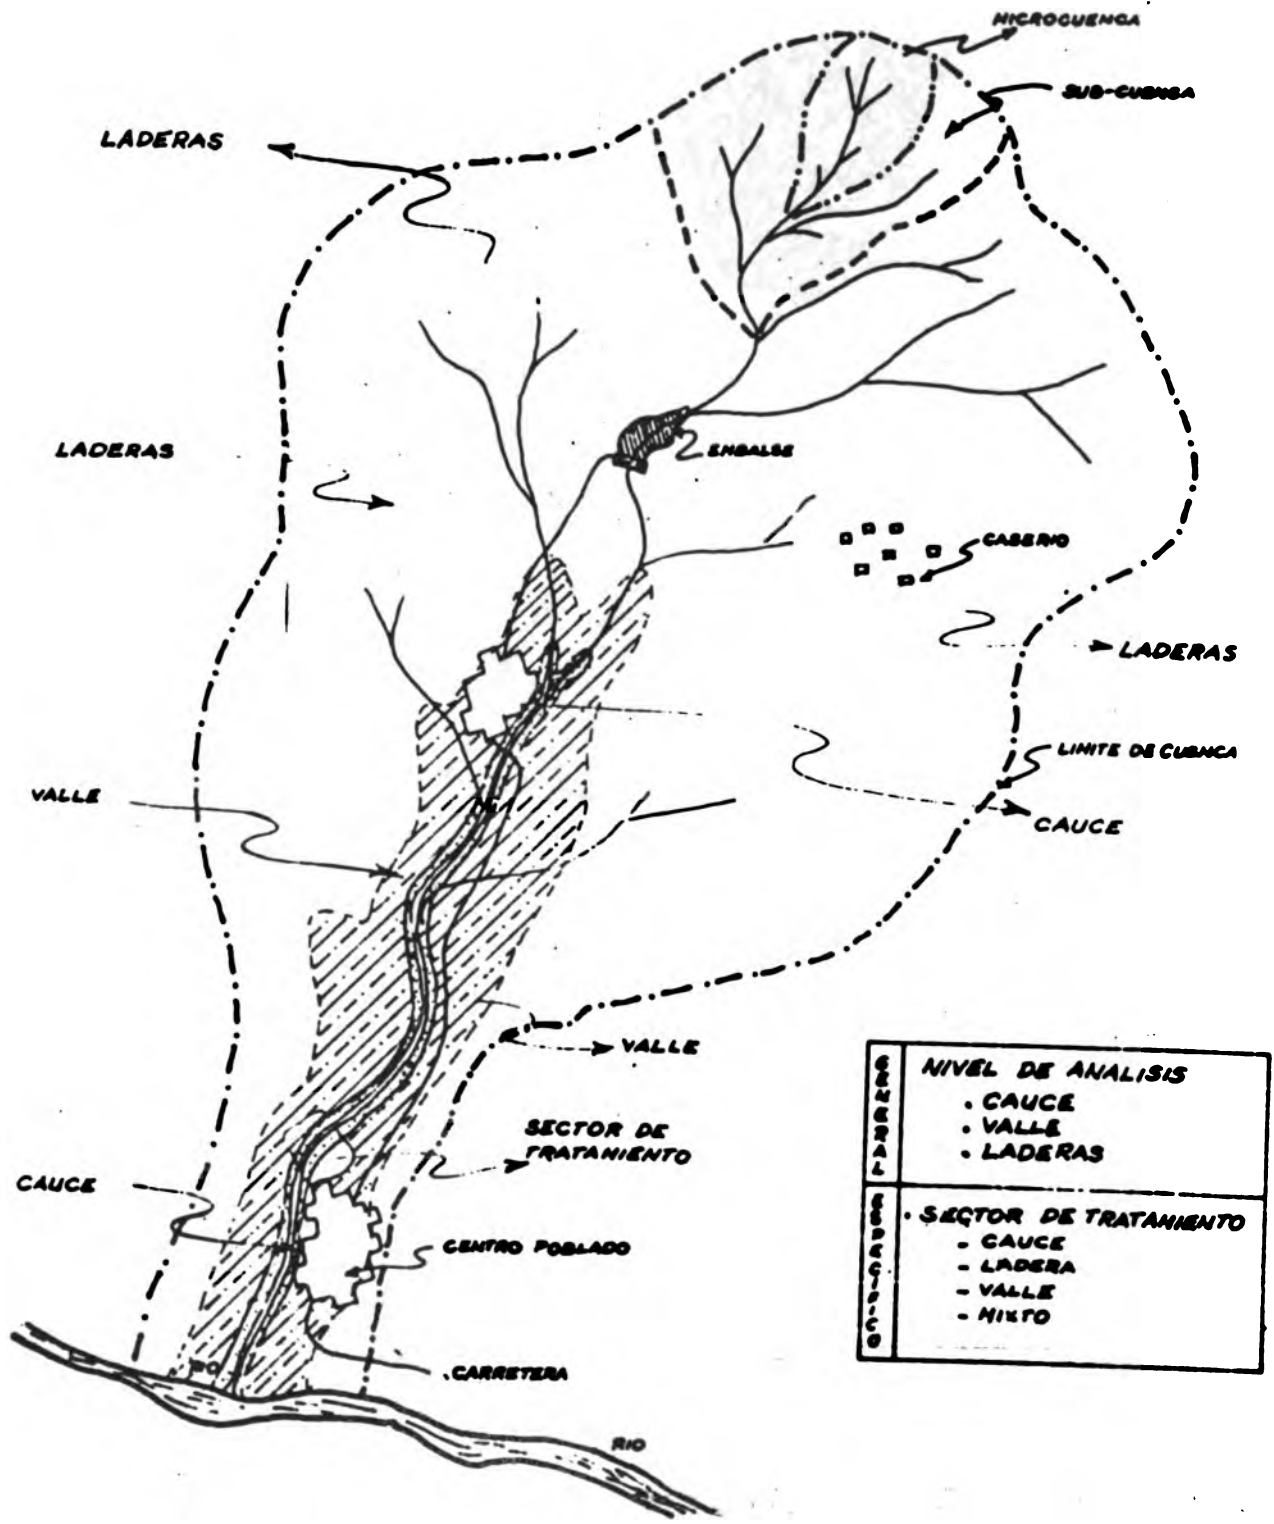 MICROCUENCA
SUB-CUENCA
LADERAS
LADERAS
EMBALSE
CASERIO
LADERAS
LIMITE DE CUENCA
VALLE
CAUCE
VALLE
SECTOR DE
TRATAMIENTO
CAUCE
CENTRO POBLADO
CARRETERA
RIO
GENERAL
NIVEL DE ANALISIS
. CAUCE
. VALLE
. LADERAS
ESPECIFICO
. SECTOR DE TRATAMIENTO
- CAUCE
- LADERA
- VALLE
- MIXTO